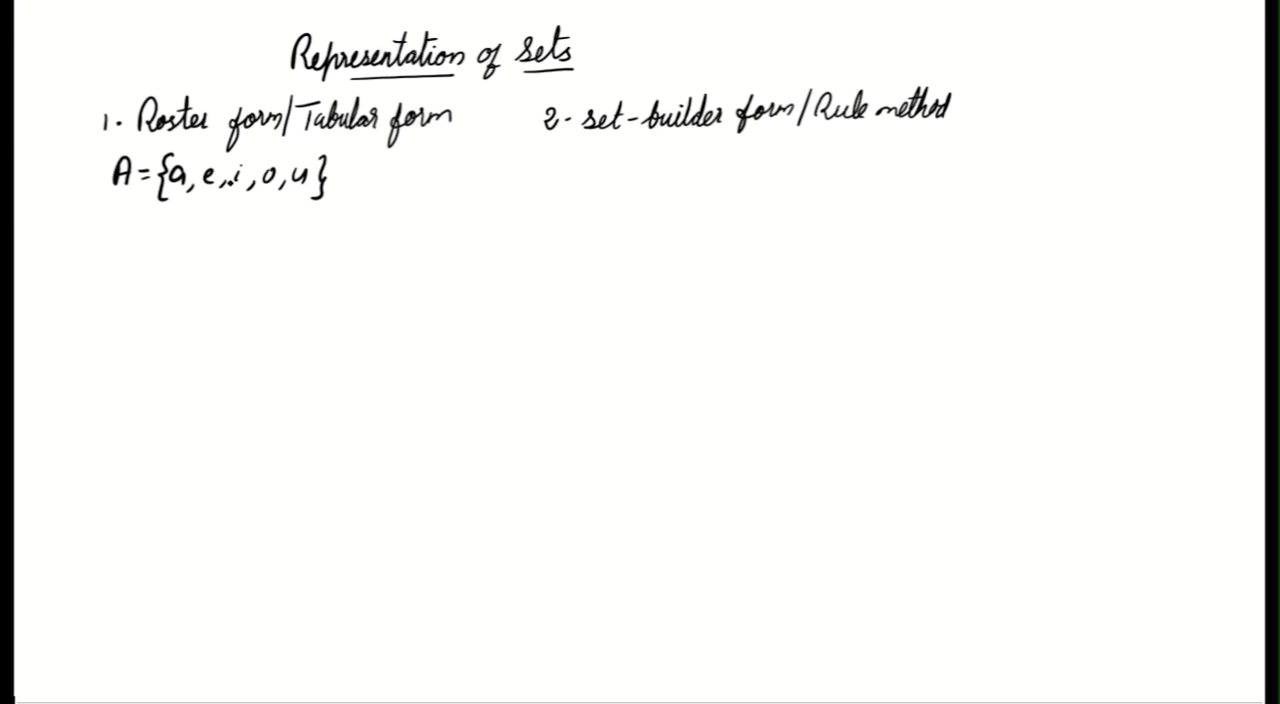 Representation of sets
1. Roster form/Tabular form 2. set-builder form/Rule method
A = {a, e, i, o, u}